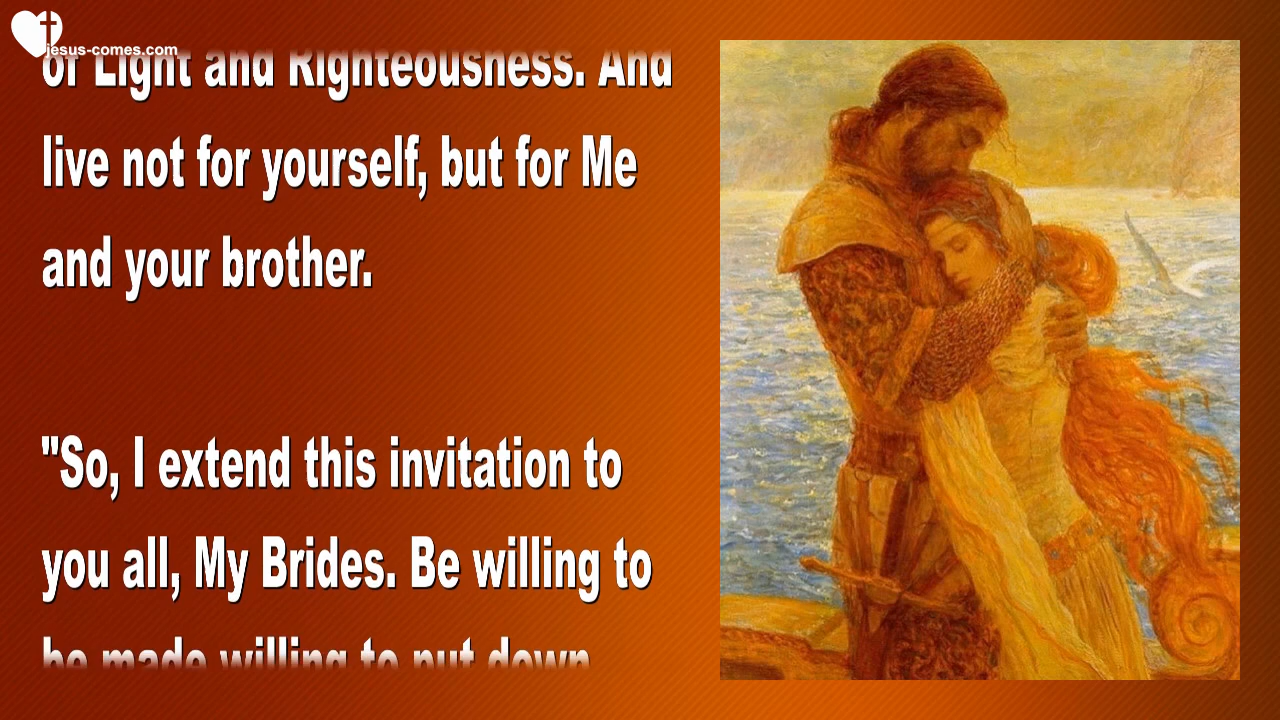 jesus-comes.com
of Light and Righteousness. And
live not for yourself, but for Me
and your brother.
"So, I extend this invitation to
you all, My Brides. Be willing to
be made willing to put down